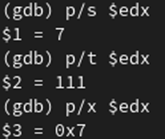 (gdb) p/s $edx
$1 = 7
(gdb) p/t $edx
$2 = 111
(gdb) p/x $edx
$3 = 0x7